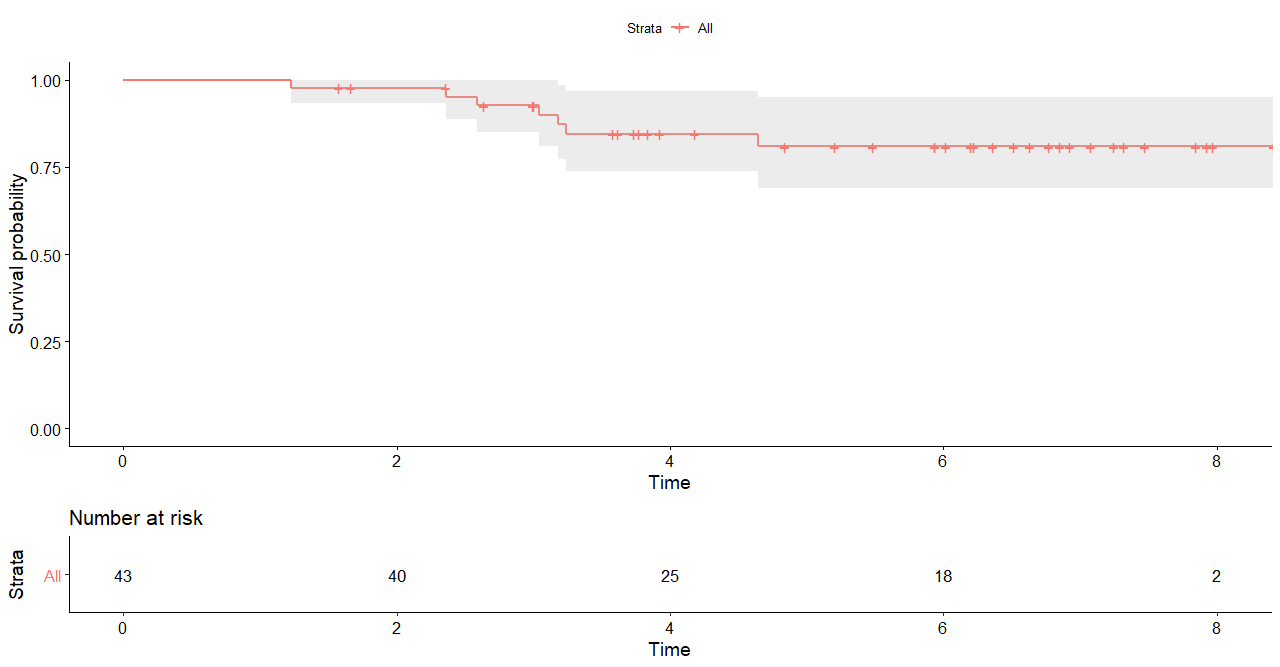 Strata All
Survival probability
1.00
0.75
0.50
0.25
0.00
0 2 4 6 8
Time
Number at risk
Strata
All 43 40 25 18 2
0 2 4 6 8
Time